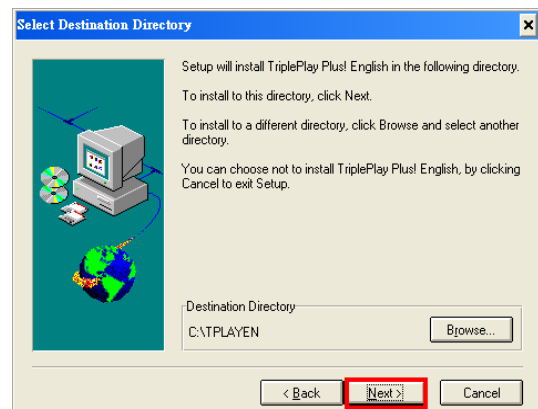 Select Destination Directory
Setup will install TriplePlay Plus! English in the following directory.
To install to this directory, click Next.
To install to a different directory, click Browse and select another
directory.
You can choose not to install TriplePlay Plus! English, by clicking
Cancel to exit Setup.
Destination Directory
C:\TPLAYEN
Browse...
< Back
Next >
Cancel